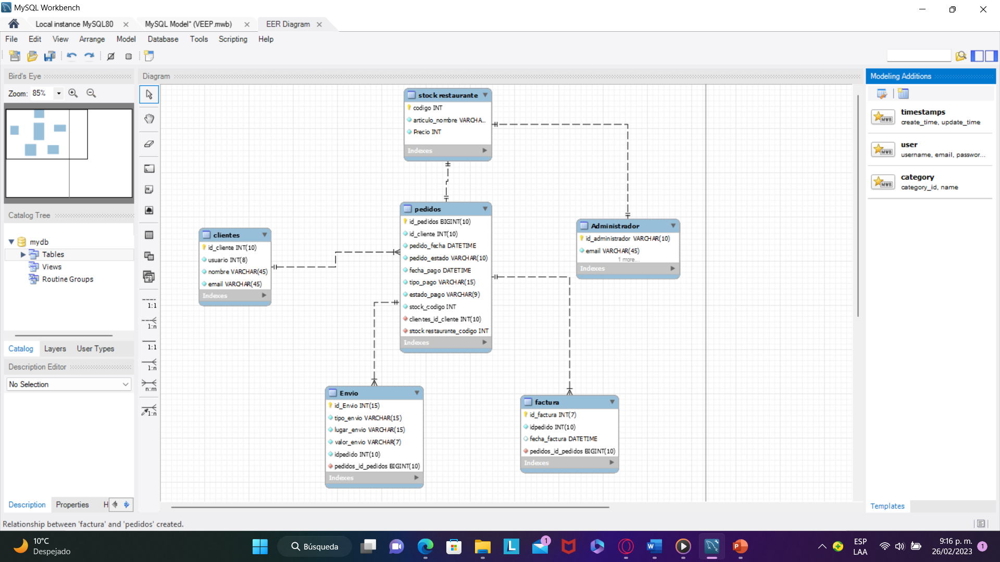 MySQL Workbench
Local instance MySQL80
MySQL Model* (VEEP.mwb)
EER Diagram
File Edit View Arrange Model Database Tools Scripting Help
Bird's Eye
Zoom: 85%
Catalog Tree
mydb
Tables
Views
Routine Groups
Catalog Layers User Types
Description Editor
No Selection
Description Properties H
Diagram
1:1
1:n
1:1
1:n
n:m
1:n
stock restaurante
codigo INT
articulo_nombre VARCHA...
Precio INT
Indexes
pedidos
id_pedidos BIGINT(10)
id_cliente INT(10)
pedido_fecha DATETIME
pedido_estado VARCHAR(10)
fecha_pago DATETIME
tipo_pago VARCHAR(15)
estado_pago VARCHAR(9)
stock_codigo INT
clientes_id_cliente INT(10)
stock restaurante_codigo INT
Indexes
clientes
id_cliente INT(10)
usuario INT(8)
nombre VARCHAR(45)
email VARCHAR(45)
Indexes
Administrador
id_administrador VARCHAR(10)
email VARCHAR(45)
1 more...
Indexes
Envio
id_Envio INT(15)
tipo_envio VARCHAR(15)
lugar_envio VARCHAR(15)
valor_envio VARCHAR(7)
idpedido INT(10)
pedidos_id_pedidos BIGINT(10)
Indexes
factura
id_factura INT(7)
idpedido INT(10)
fecha_factura DATETIME
pedidos_id_pedidos BIGINT(10)
Indexes
Modeling Additions
MWB
timestamps
create_time, update_time
MWB
user
username, email, passwor...
MWB
category
category_id, name
Templates
Relationship between 'factura' and 'pedidos' created.
10°C
Despejado
Búsqueda
1
ESP
LAA
9:16 p. m.
26/02/2023
1